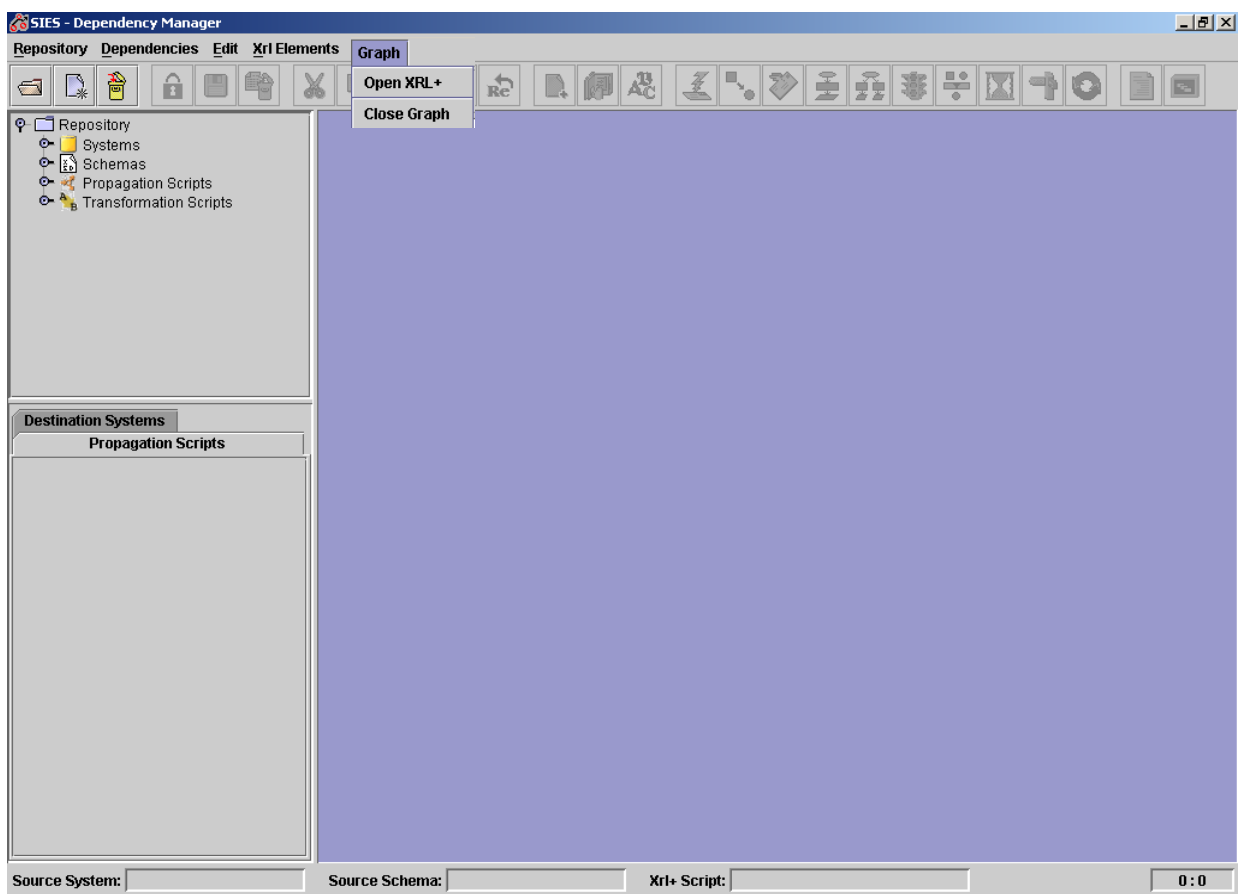 SIES - Dependency Manager
Repository Dependencies Edit Xrl Elements Graph
Open XRL+
Close Graph
Re
Repository
Systems
Schemas
Propagation Scripts
Transformation Scripts
Destination Systems
Propagation Scripts
Source System: Source Schema: Xrl+ Script: 0 : 0